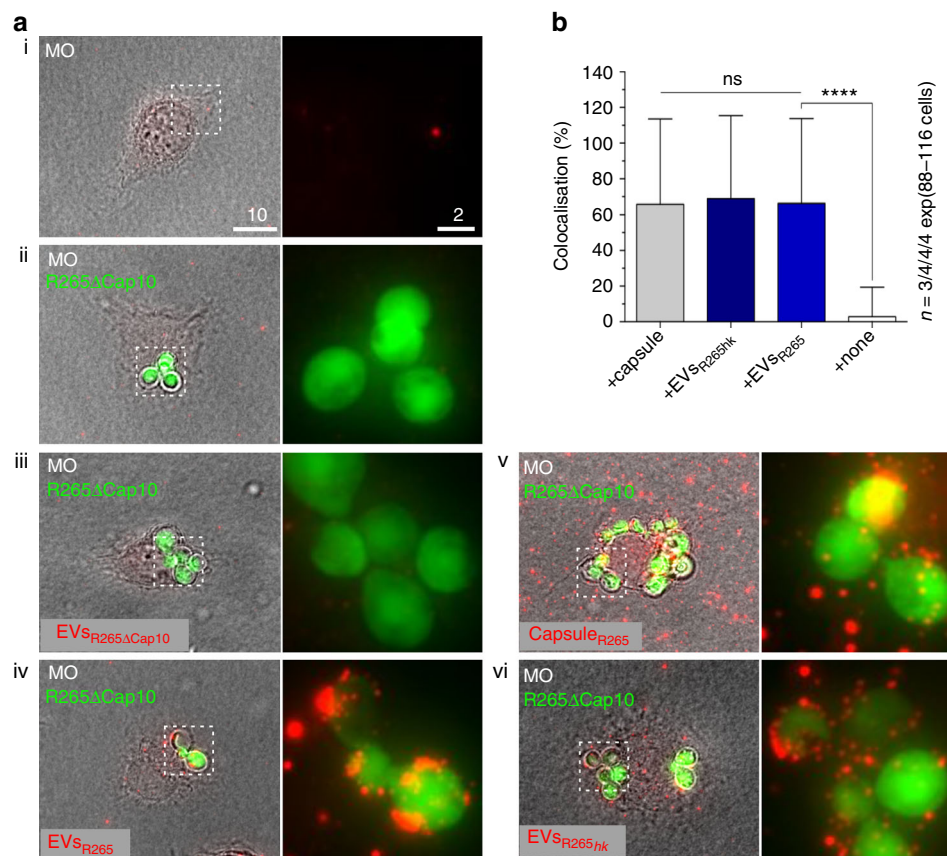 a
i
MO
10
2
ii
MO
R265ΔCap10
iii
MO
R265ΔCap10
EVsR265ΔCap10
iv
MO
R265ΔCap10
EVsR265
b
140
120
100
80
60
40
20
0
Colocalisation (%)
ns
****
+capsule
+EVsR265hk
+EVsR265
+none
n = 3/4/4/4 exp(88–116 cells)
v
MO
R265ΔCap10
CapsuleR265
vi
MO
R265ΔCap10
EVsR265hk